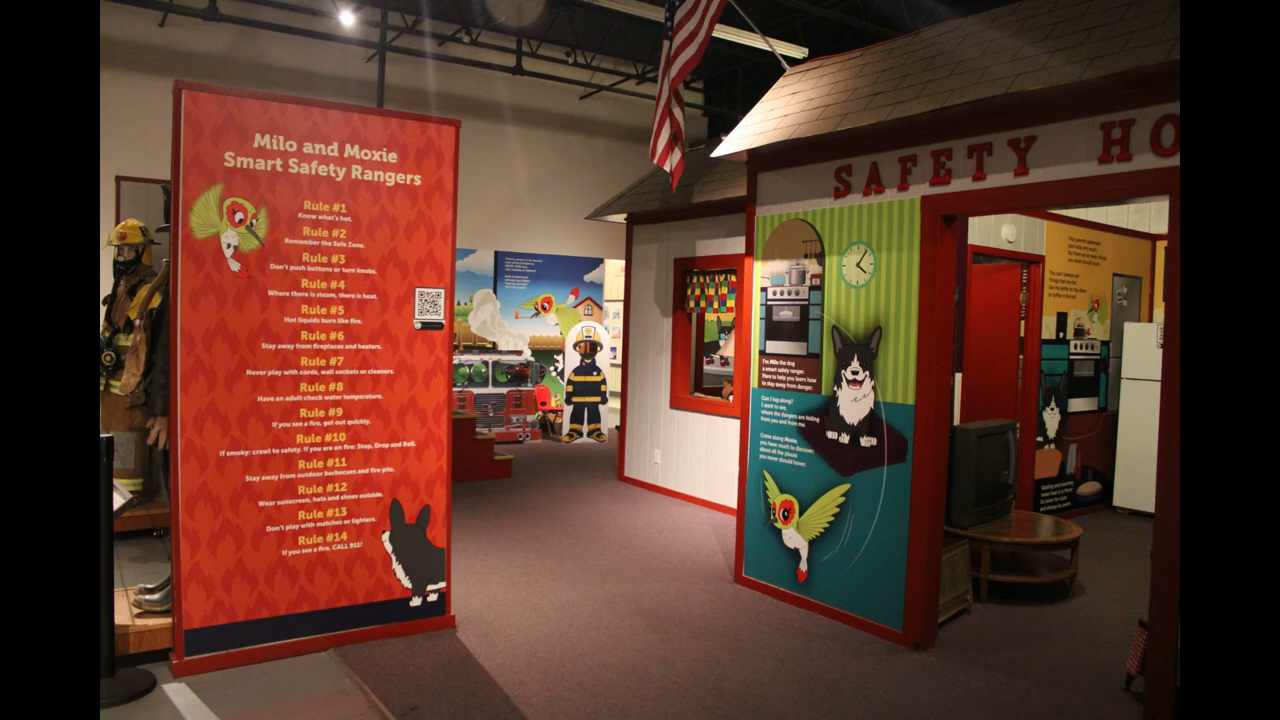 Milo and Moxie
Smart Safety Rangers
Rule #1
Know what's hot.
Rule #2
Remember the Safe Zone.
Rule #3
Don't push buttons or turn knobs.
Rule #4
Where there is steam, there is heat.
Rule #5
Hot liquids burn like fire.
Rule #6
Stay away from fireplaces and heaters.
Rule #7
Never play with cords, wall sockets or cleaners.
Rule #8
Have an adult check water temperature.
Rule #9
If you see a fire, get out quickly.
Rule #10
If smoky: crawl to safety. If you are on fire: Stop, Drop and Roll.
Rule #11
Stay away from outdoor barbecues and fire pits.
Rule #12
Wear sunscreen, hats and shoes outside.
Rule #13
Don't play with matches or lighters.
Rule #14
If you see a fire, CALL 911!
SAFETY HO
I'm Milo the dog
a smart safety ranger.
Here to help you learn how
to stay away from danger.
Can I tag along?
I want to see,
where the dangers are hiding
from you and from me.
Come along Moxie,
you have much to discover:
about all the places
you never should hover.